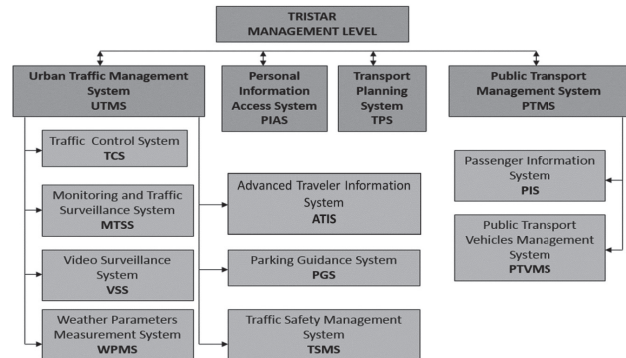 TRISTAR
MANAGEMENT LEVEL
Urban Traffic Management
System
UTMS
Personal
Information
Access System
PIAS
Transport
Planning
System
TPS
Public Transport
Management System
PTMS
Traffic Control System
TCS
Monitoring and Traffic
Surveillance System
MTSS
Video Surveillance
System
VSS
Weather Parameters
Measurement System
WPMS
Advanced Traveler Information
System
ATIS
Parking Guidance System
PGS
Traffic Safety Management
System
TSMS
Passenger Information
System
PIS
Public Transport
Vehicles Management
System
PTVMS